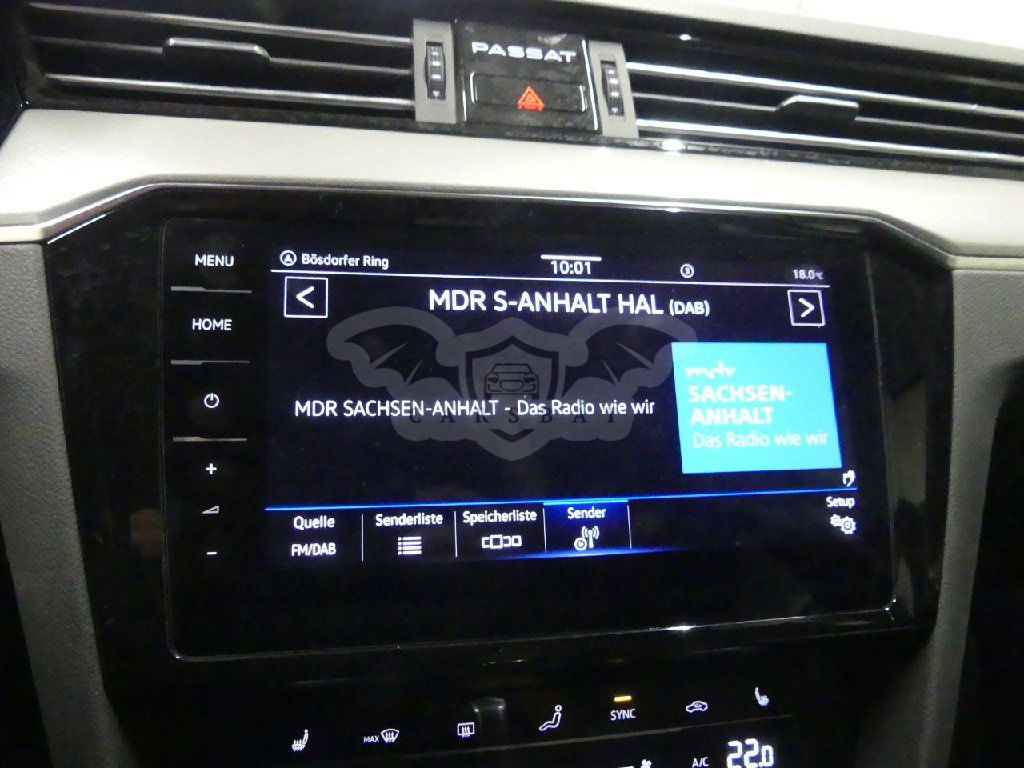 PASSAT
MENU
HOME
+
−
Bösdorfer Ring
10:01
18.0°C
<
MDR S-ANHALT HAL (DAB)
>
MDR SACHSEN-ANHALT - Das Radio wie wir
mdr
SACHSEN-
ANHALT
Das Radio wie wir
CARSBAT
Quelle
FM/DAB
Senderliste
Speicherliste
Sender
Setup
MAX
SYNC
A/C
22.0